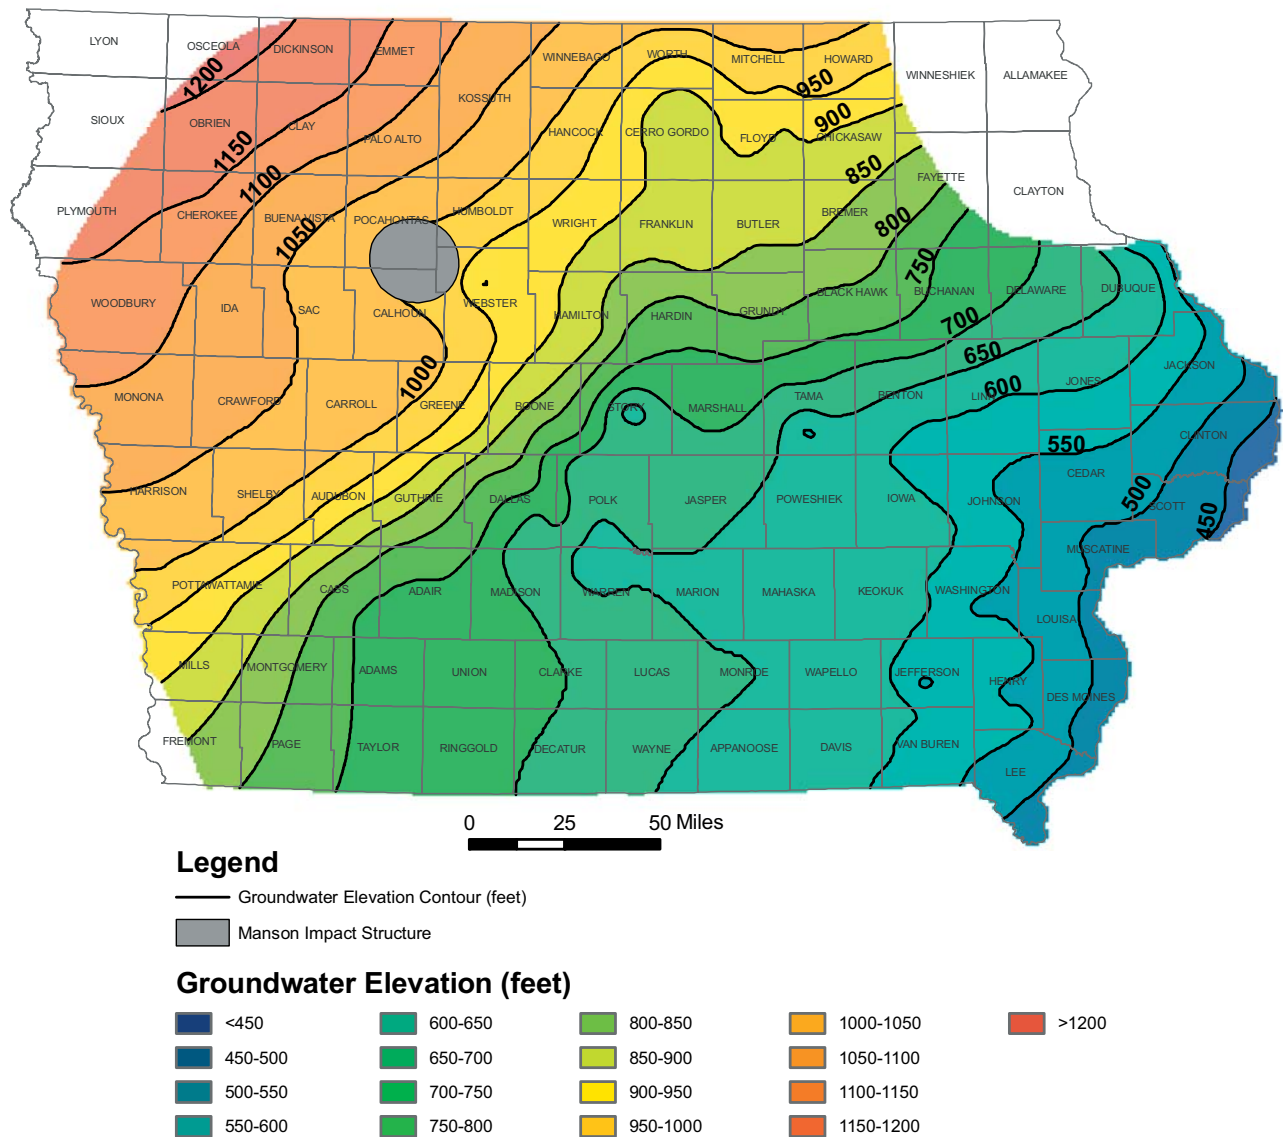 LYON
OSCEOLA
DICKINSON
EMMET
WINNEBAGO
WORTH
MITCHELL
HOWARD
WINNESHIEK
ALLAMAKEE
1200
950
SIOUX
OBRIEN
CLAY
PALO ALTO
KOSSUTH
HANCOCK
CERRO GORDO
FLOYD
CHICKASAW
900
1150
1100
850
FAYETTE
CLAYTON
PLYMOUTH
CHEROKEE
BUENA VISTA
POCAHONTAS
HUMBOLDT
WRIGHT
FRANKLIN
BUTLER
BREMER
800
1050
750
WOODBURY
IDA
SAC
CALHOUN
WEBSTER
HAMILTON
HARDIN
GRUNDY
BLACK HAWK
BUCHANAN
DELAWARE
DUBUQUE
700
650
600
1000
MONONA
CRAWFORD
CARROLL
GREENE
BOONE
STORY
MARSHALL
TAMA
BENTON
LINN
JONES
JACKSON
550
CLINTON
CEDAR
HARRISON
SHELBY
AUDUBON
GUTHRIE
DALLAS
POLK
JASPER
POWESHIEK
IOWA
JOHNSON
500
SCOTT
450
MUSCATINE
POTTAWATTAMIE
CASS
ADAIR
MADISON
WARREN
MARION
MAHASKA
KEOKUK
WASHINGTON
LOUISA
MILLS
MONTGOMERY
ADAMS
UNION
CLARKE
LUCAS
MONROE
WAPELLO
JEFFERSON
HENRY
DES MOINES
FREMONT
PAGE
TAYLOR
RINGGOLD
DECATUR
WAYNE
APPANOOSE
DAVIS
VAN BUREN
LEE
0 25 50 Miles
Legend
Groundwater Elevation Contour (feet)
Manson Impact Structure
Groundwater Elevation (feet)
<450 600-650 800-850 1000-1050 >1200
450-500 650-700 850-900 1050-1100
500-550 700-750 900-950 1100-1150
550-600 750-800 950-1000 1150-1200